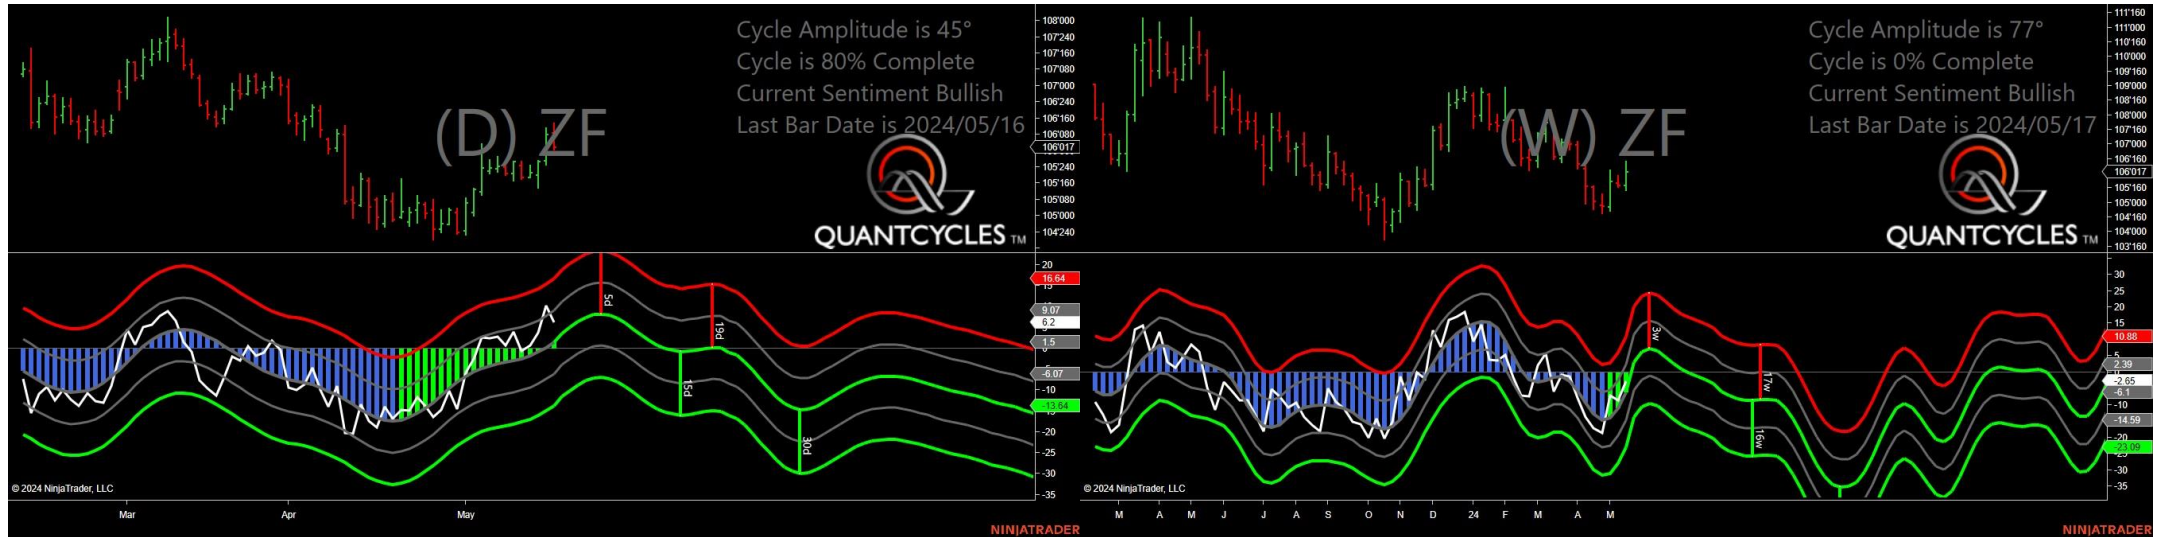 Cycle Amplitude is 45°
Cycle is 80% Complete
Current Sentiment Bullish
Last Bar Date is 2024/05/16
(D) ZF
QUANTCYCLES TM
108'000
107'240
107'160
107'080
107'000
106'240
106'160
106'080
106'017
105'240
105'160
105'080
105'000
104'240
5d
19d
15d
30d
20
16.64
9.07
6.2
1.5
-6.07
-10
-13.64
-20
-25
-30
-35
© 2024 NinjaTrader, LLC
Mar
Apr
May
NINJATRADER
Cycle Amplitude is 77°
Cycle is 0% Complete
Current Sentiment Bullish
Last Bar Date is 2024/05/17
(W) ZF
QUANTCYCLES TM
111'160
111'000
110'160
110'000
109'160
109'000
108'160
108'000
107'160
107'000
106'160
106'017
105'160
105'000
104'160
104'000
103'160
3w
17w
16w
30
25
20
15
10.88
5
2.39
-2.65
-6.1
-10
-14.59
-20
-23.09
-30
-35
© 2024 NinjaTrader, LLC
M A M J J A S O N D 24 F M A M
NINJATRADER